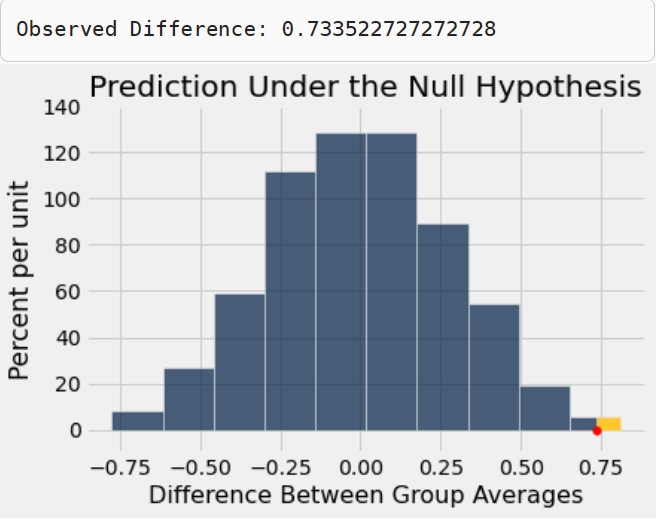 Observed Difference: 0.733522727272728
Prediction Under the Null Hypothesis
140
120
100
80
60
40
20
0
Percent per unit
−0.75 −0.50 −0.25 0.00 0.25 0.50 0.75
Difference Between Group Averages